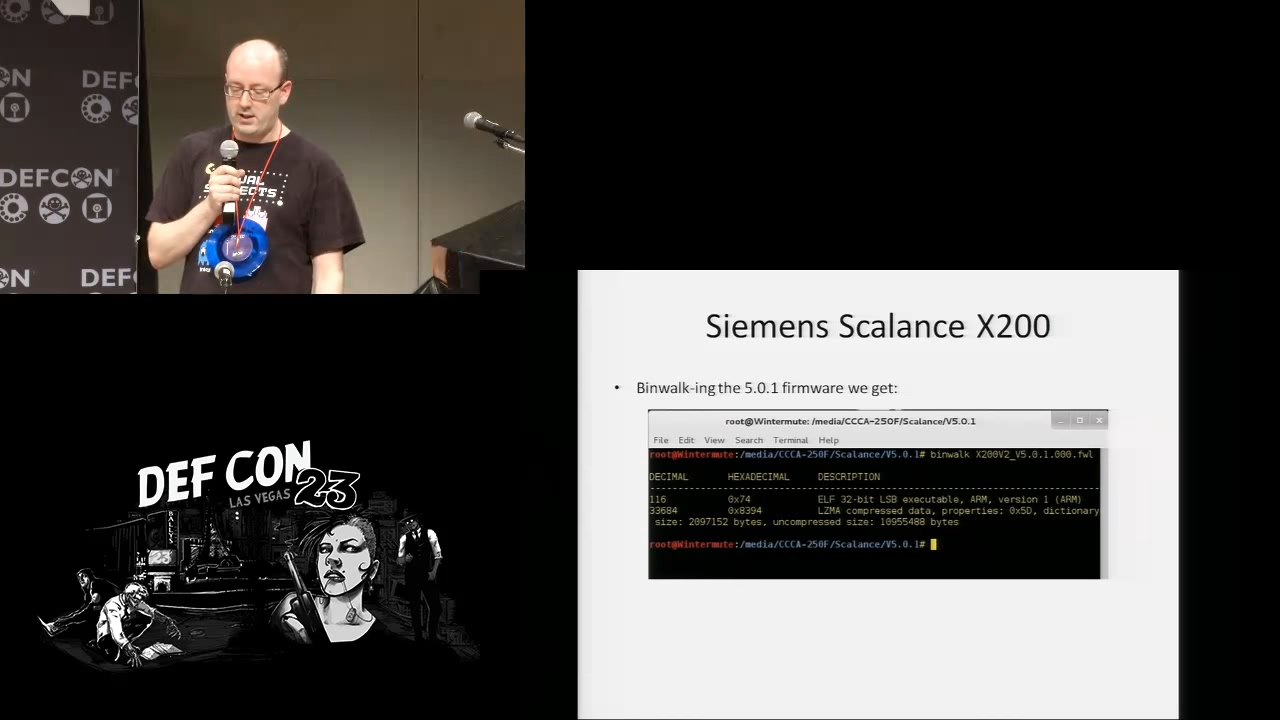 DEFCON
DEFCON
DEF
DEF CON
LAS VEGAS 23
BALLYS
Siemens Scalance X200
• Binwalk-ing the 5.0.1 firmware we get:
root@Wintermute: /media/CCCA-250F/Scalance/V5.0.1
File Edit View Search Terminal Help
root@Wintermute:/media/CCCA-250F/Scalance/V5.0.1# binwalk X200V2_V5.0.1.000.fwl
DECIMAL HEXADECIMAL DESCRIPTION
--------------------------------------------------------------------------------
116 0x74 ELF 32-bit LSB executable, ARM, version 1 (ARM)
33684 0x8394 LZMA compressed data, properties: 0x5D, dictionary
size: 2097152 bytes, uncompressed size: 10955488 bytes
root@Wintermute:/media/CCCA-250F/Scalance/V5.0.1#